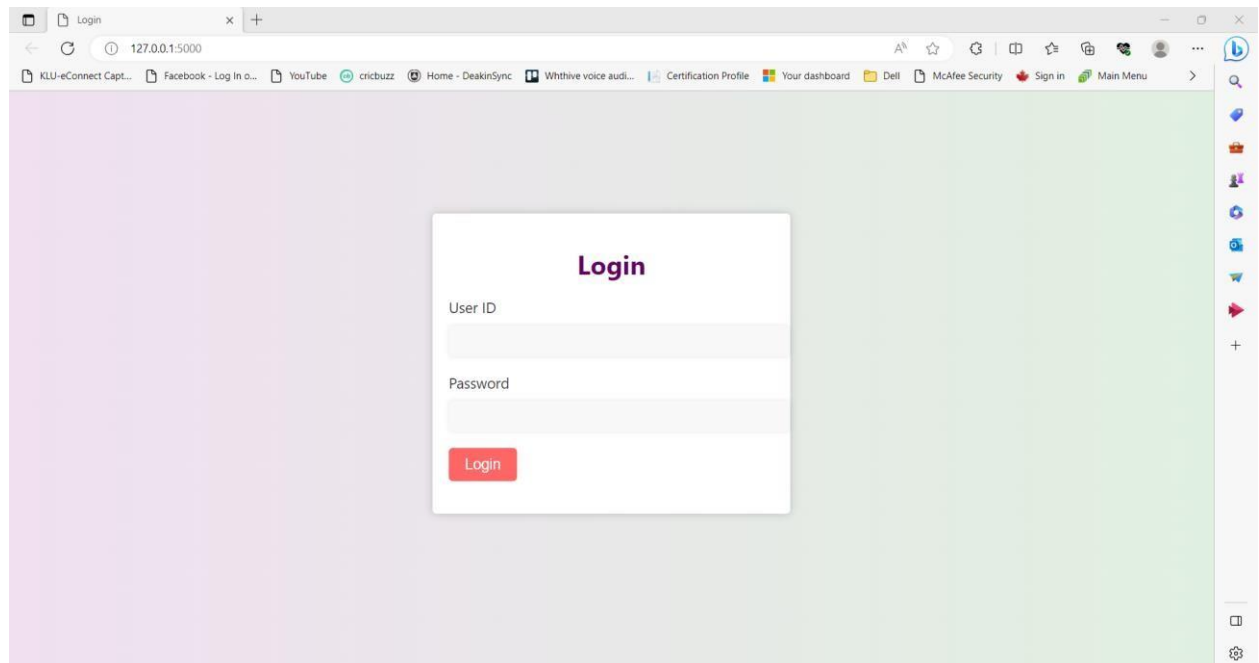 Login
127.0.0.1:5000
KLU-eConnect Capt... Facebook - Log In o... YouTube cricbuzz Home - DeakinSync Whthive voice audi... Certification Profile Your dashboard Dell McAfee Security Sign in Main Menu
Login
User ID
Password
Login